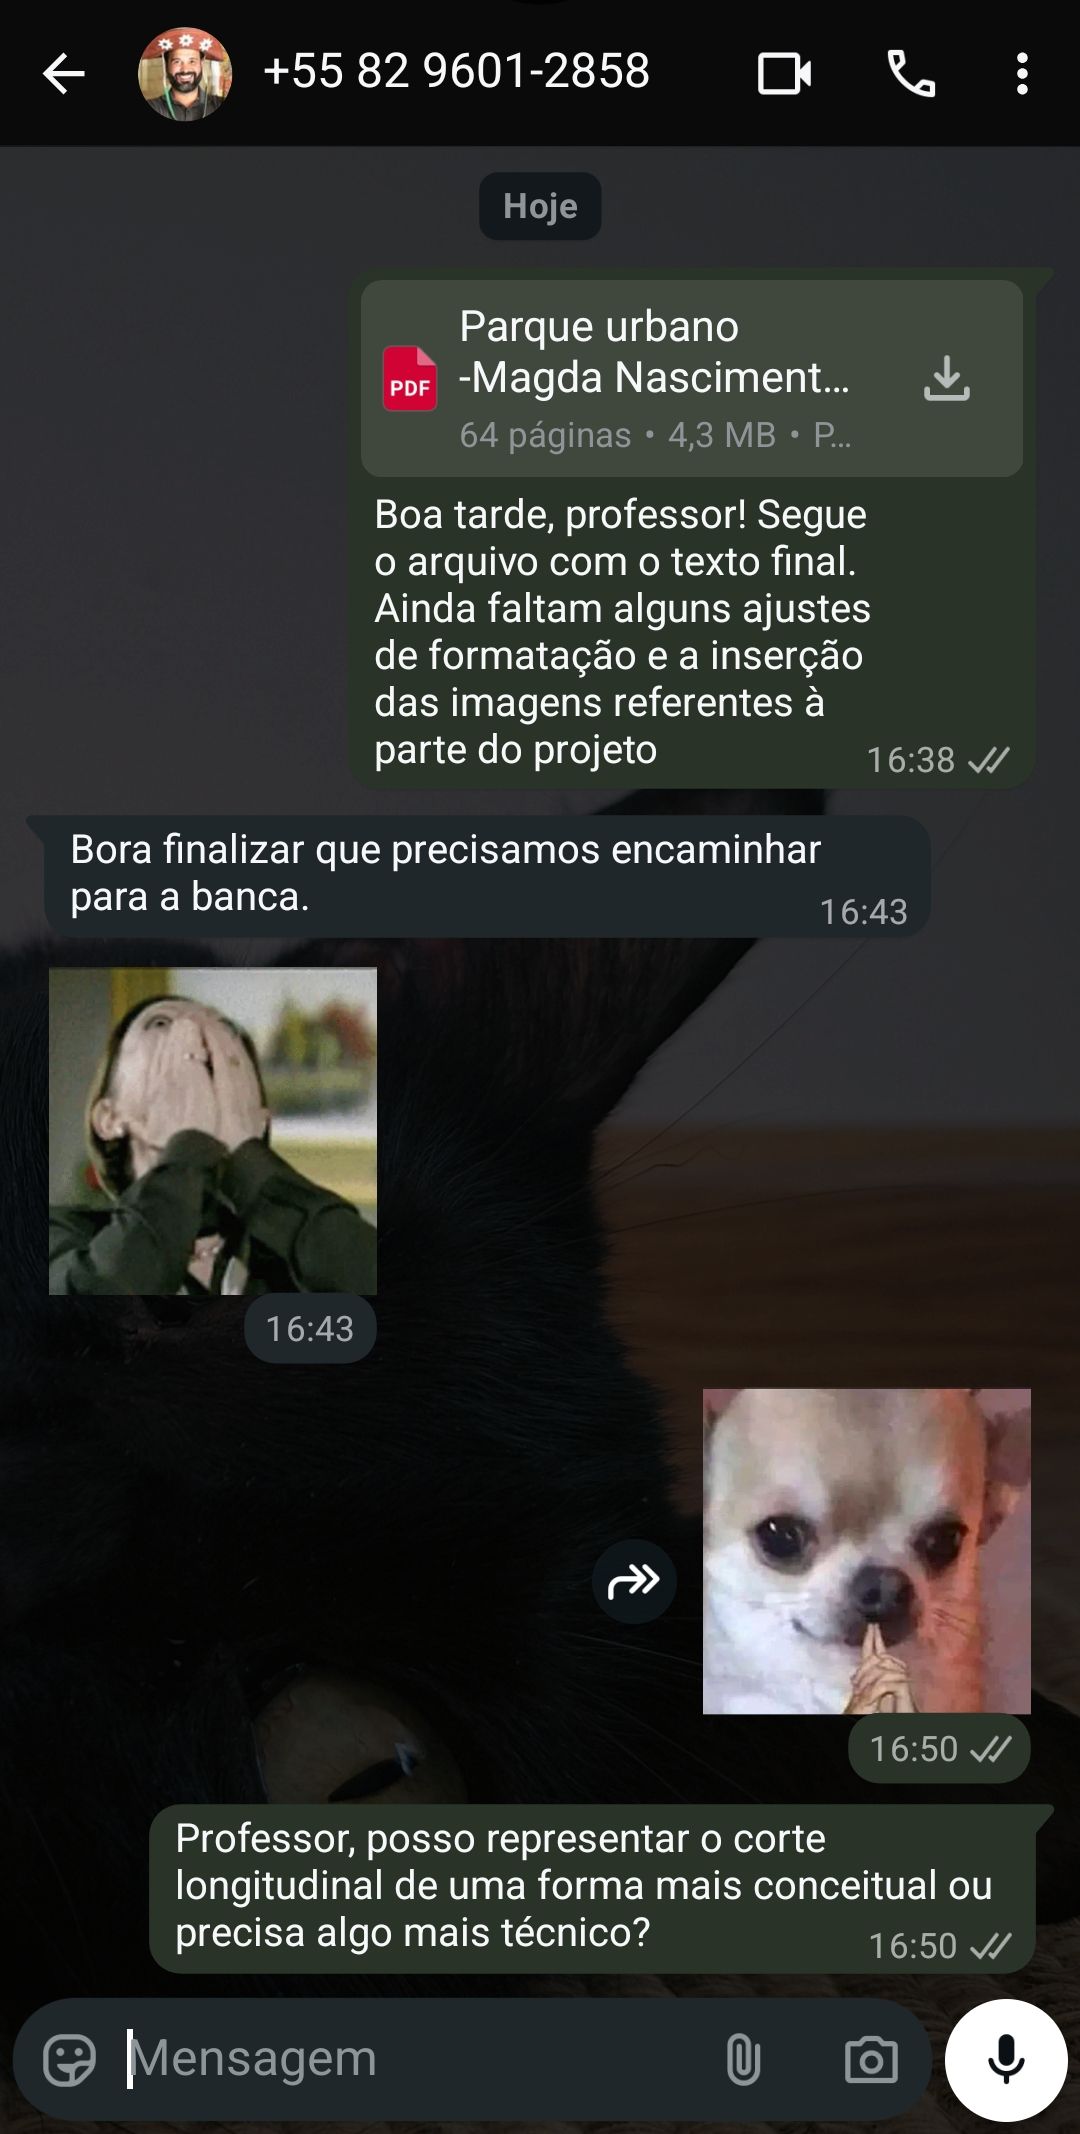 +55 82 9601-2858
Hoje
Parque urbano
PDF
-Magda Nasciment...
64 páginas • 4,3 MB • P...
Boa tarde, professor! Segue
o arquivo com o texto final.
Ainda faltam alguns ajustes
de formatação e a inserção
das imagens referentes à
parte do projeto
16:38
Bora finalizar que precisamos encaminhar
para a banca.
16:43
16:43
16:50
Professor, posso representar o corte
longitudinal de uma forma mais conceitual ou
precisa algo mais técnico?
16:50
Mensagem